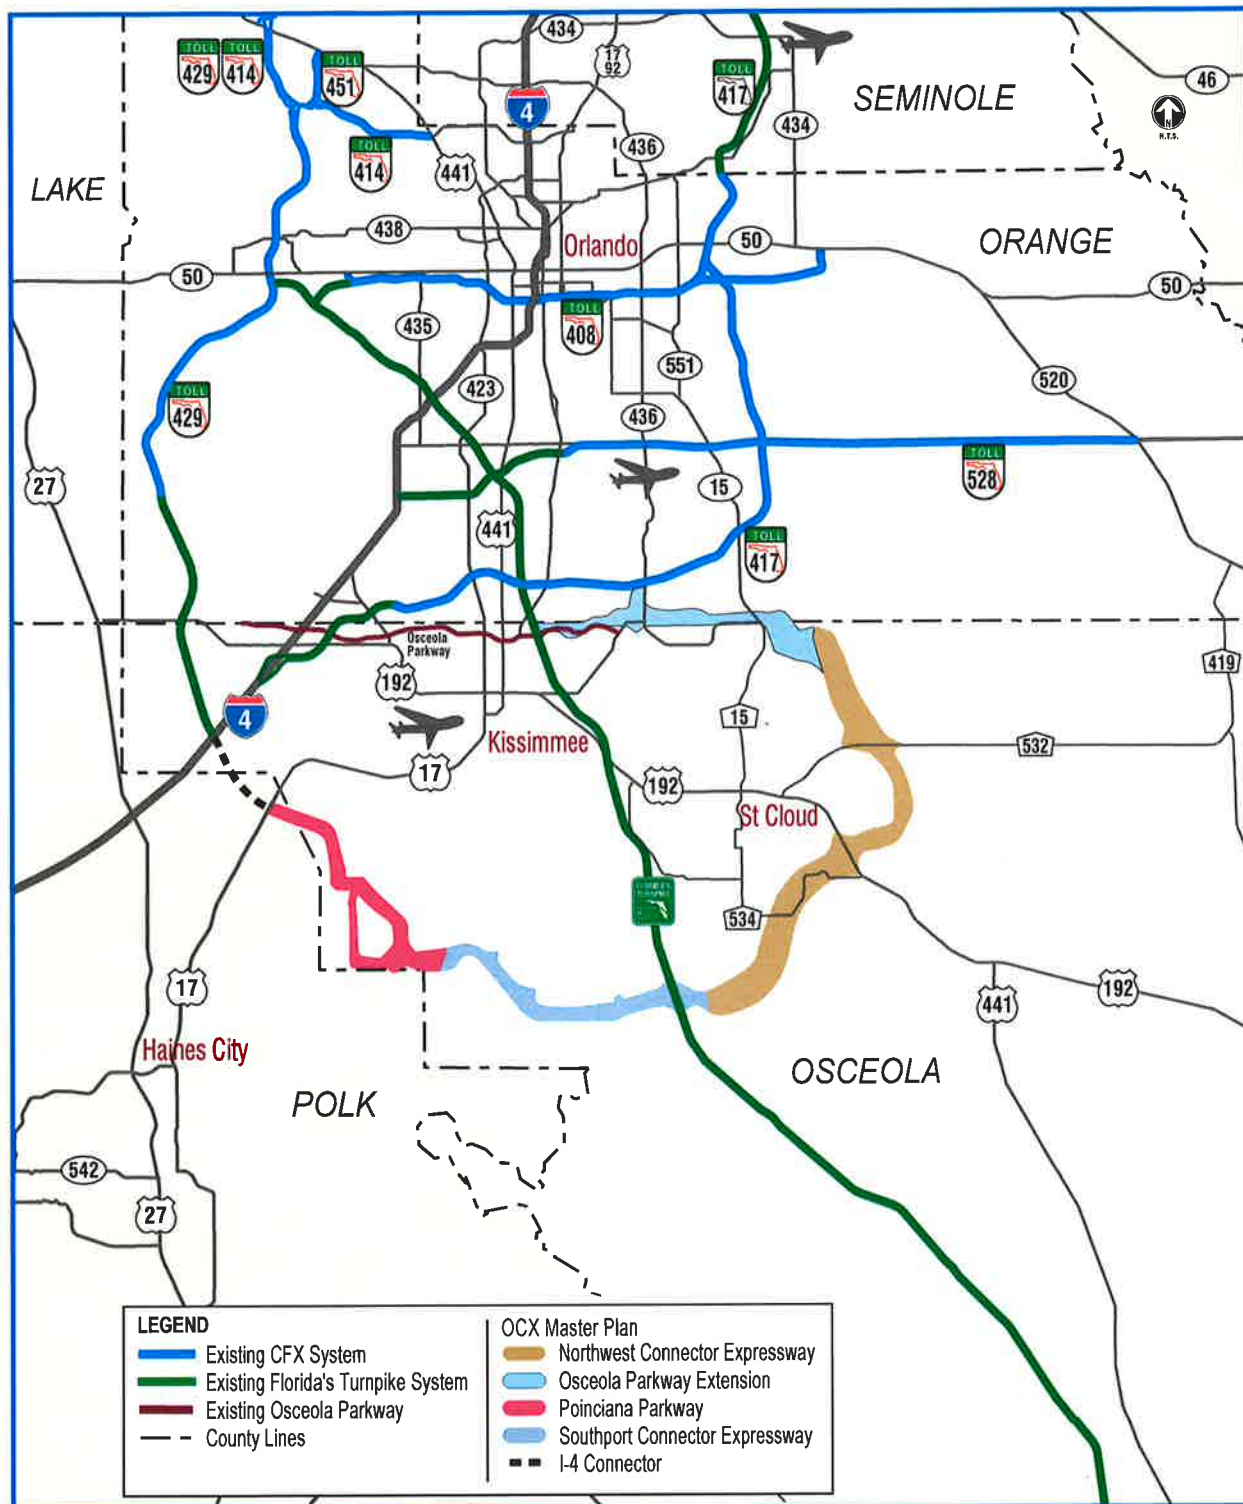 434
17
92
TOLL
429
TOLL
414
TOLL
451
TOLL
417
46
SEMINOLE
4
N
N.T.S.
434
436
TOLL
414
441
LAKE
438
Orlando
50
ORANGE
50
50
TOLL
408
435
551
520
423
TOLL
429
436
27
TOLL
528
15
441
TOLL
417
Osceola
Parkway
419
192
4
15
532
Kissimmee
17
192
St Cloud
534
17
441
192
Haines City
OSCEOLA
POLK
542
27
LEGEND
Existing CFX System
Existing Florida's Turnpike System
Existing Osceola Parkway
County Lines
OCX Master Plan
Northwest Connector Expressway
Osceola Parkway Extension
Poinciana Parkway
Southport Connector Expressway
I-4 Connector